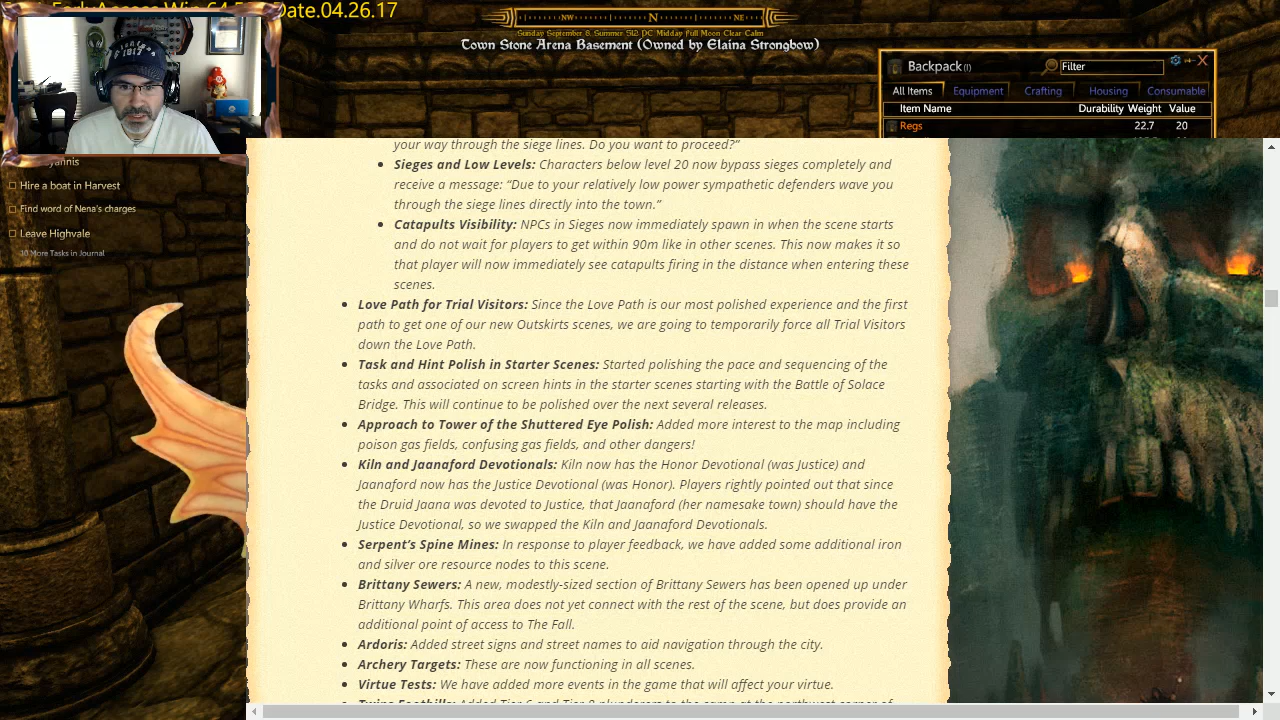 Date.04.26.17
NW
N
NE
Sunday September 8, Summer 512 PC Midday Full Moon Clear Calm
Town Stone Arena Basement (Owned by Elaina Strongbow)
Backpack
Filter
All Items Equipment Crafting Housing Consumable
Item Name Durability Weight Value
Regs 22.7 20
Hire a boat in Harvest
Find word of Nena's charges
Leave Highvale
10 More Tasks in Journal
your way through the siege lines. Do you want to proceed?"
• Sieges and Low Levels: Characters below level 20 now bypass sieges completely and
receive a message: “Due to your relatively low power sympathetic defenders wave you
through the siege lines directly into the town.”
• Catapults Visibility: NPCs in Sieges now immediately spawn in when the scene starts
and do not wait for players to get within 90m like in other scenes. This now makes it so
that player will now immediately see catapults firing in the distance when entering these
scenes.
• Love Path for Trial Visitors: Since the Love Path is our most polished experience and the first
path to get one of our new Outskirts scenes, we are going to temporarily force all Trial Visitors
down the Love Path.
• Task and Hint Polish in Starter Scenes: Started polishing the pace and sequencing of the
tasks and associated on screen hints in the starter scenes starting with the Battle of Solace
Bridge. This will continue to be polished over the next several releases.
• Approach to Tower of the Shuttered Eye Polish: Added more interest to the map including
poison gas fields, confusing gas fields, and other dangers!
• Kiln and Jaanaford Devotionals: Kiln now has the Honor Devotional (was Justice) and
Jaanaford now has the Justice Devotional (was Honor). Players rightly pointed out that since
the Druid Jaana was devoted to Justice, that Jaanaford (her namesake town) should have the
Justice Devotional, so we swapped the Kiln and Jaanaford Devotionals.
• Serpent’s Spine Mines: In response to player feedback, we have added some additional iron
and silver ore resource nodes to this scene.
• Brittany Sewers: A new, modestly-sized section of Brittany Sewers has been opened up under
Brittany Wharfs. This area does not yet connect with the rest of the scene, but does provide an
additional point of access to The Fall.
• Ardoris: Added street signs and street names to aid navigation through the city.
• Archery Targets: These are now functioning in all scenes.
• Virtue Tests: We have added more events in the game that will affect your virtue.